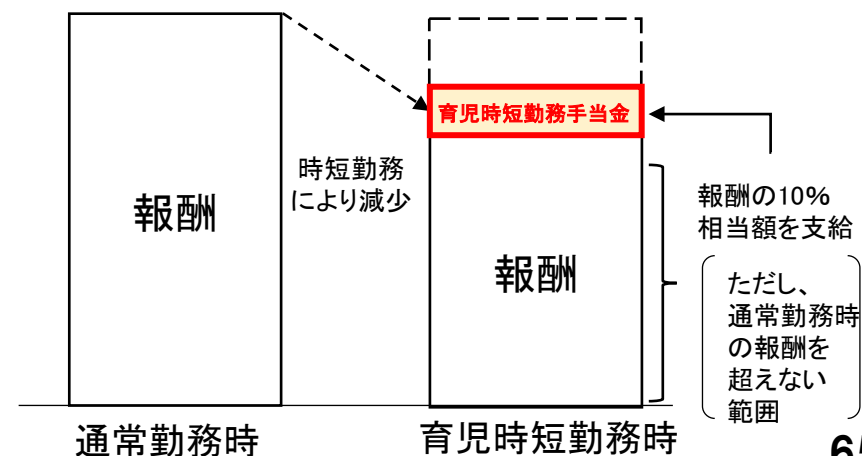 育児時短勤務手当金
時短勤務
により減少
報酬
報酬
報酬の10%
相当額を支給
ただし、
通常勤務時
の報酬を
超えない
範囲
通常勤務時
育児時短勤務時